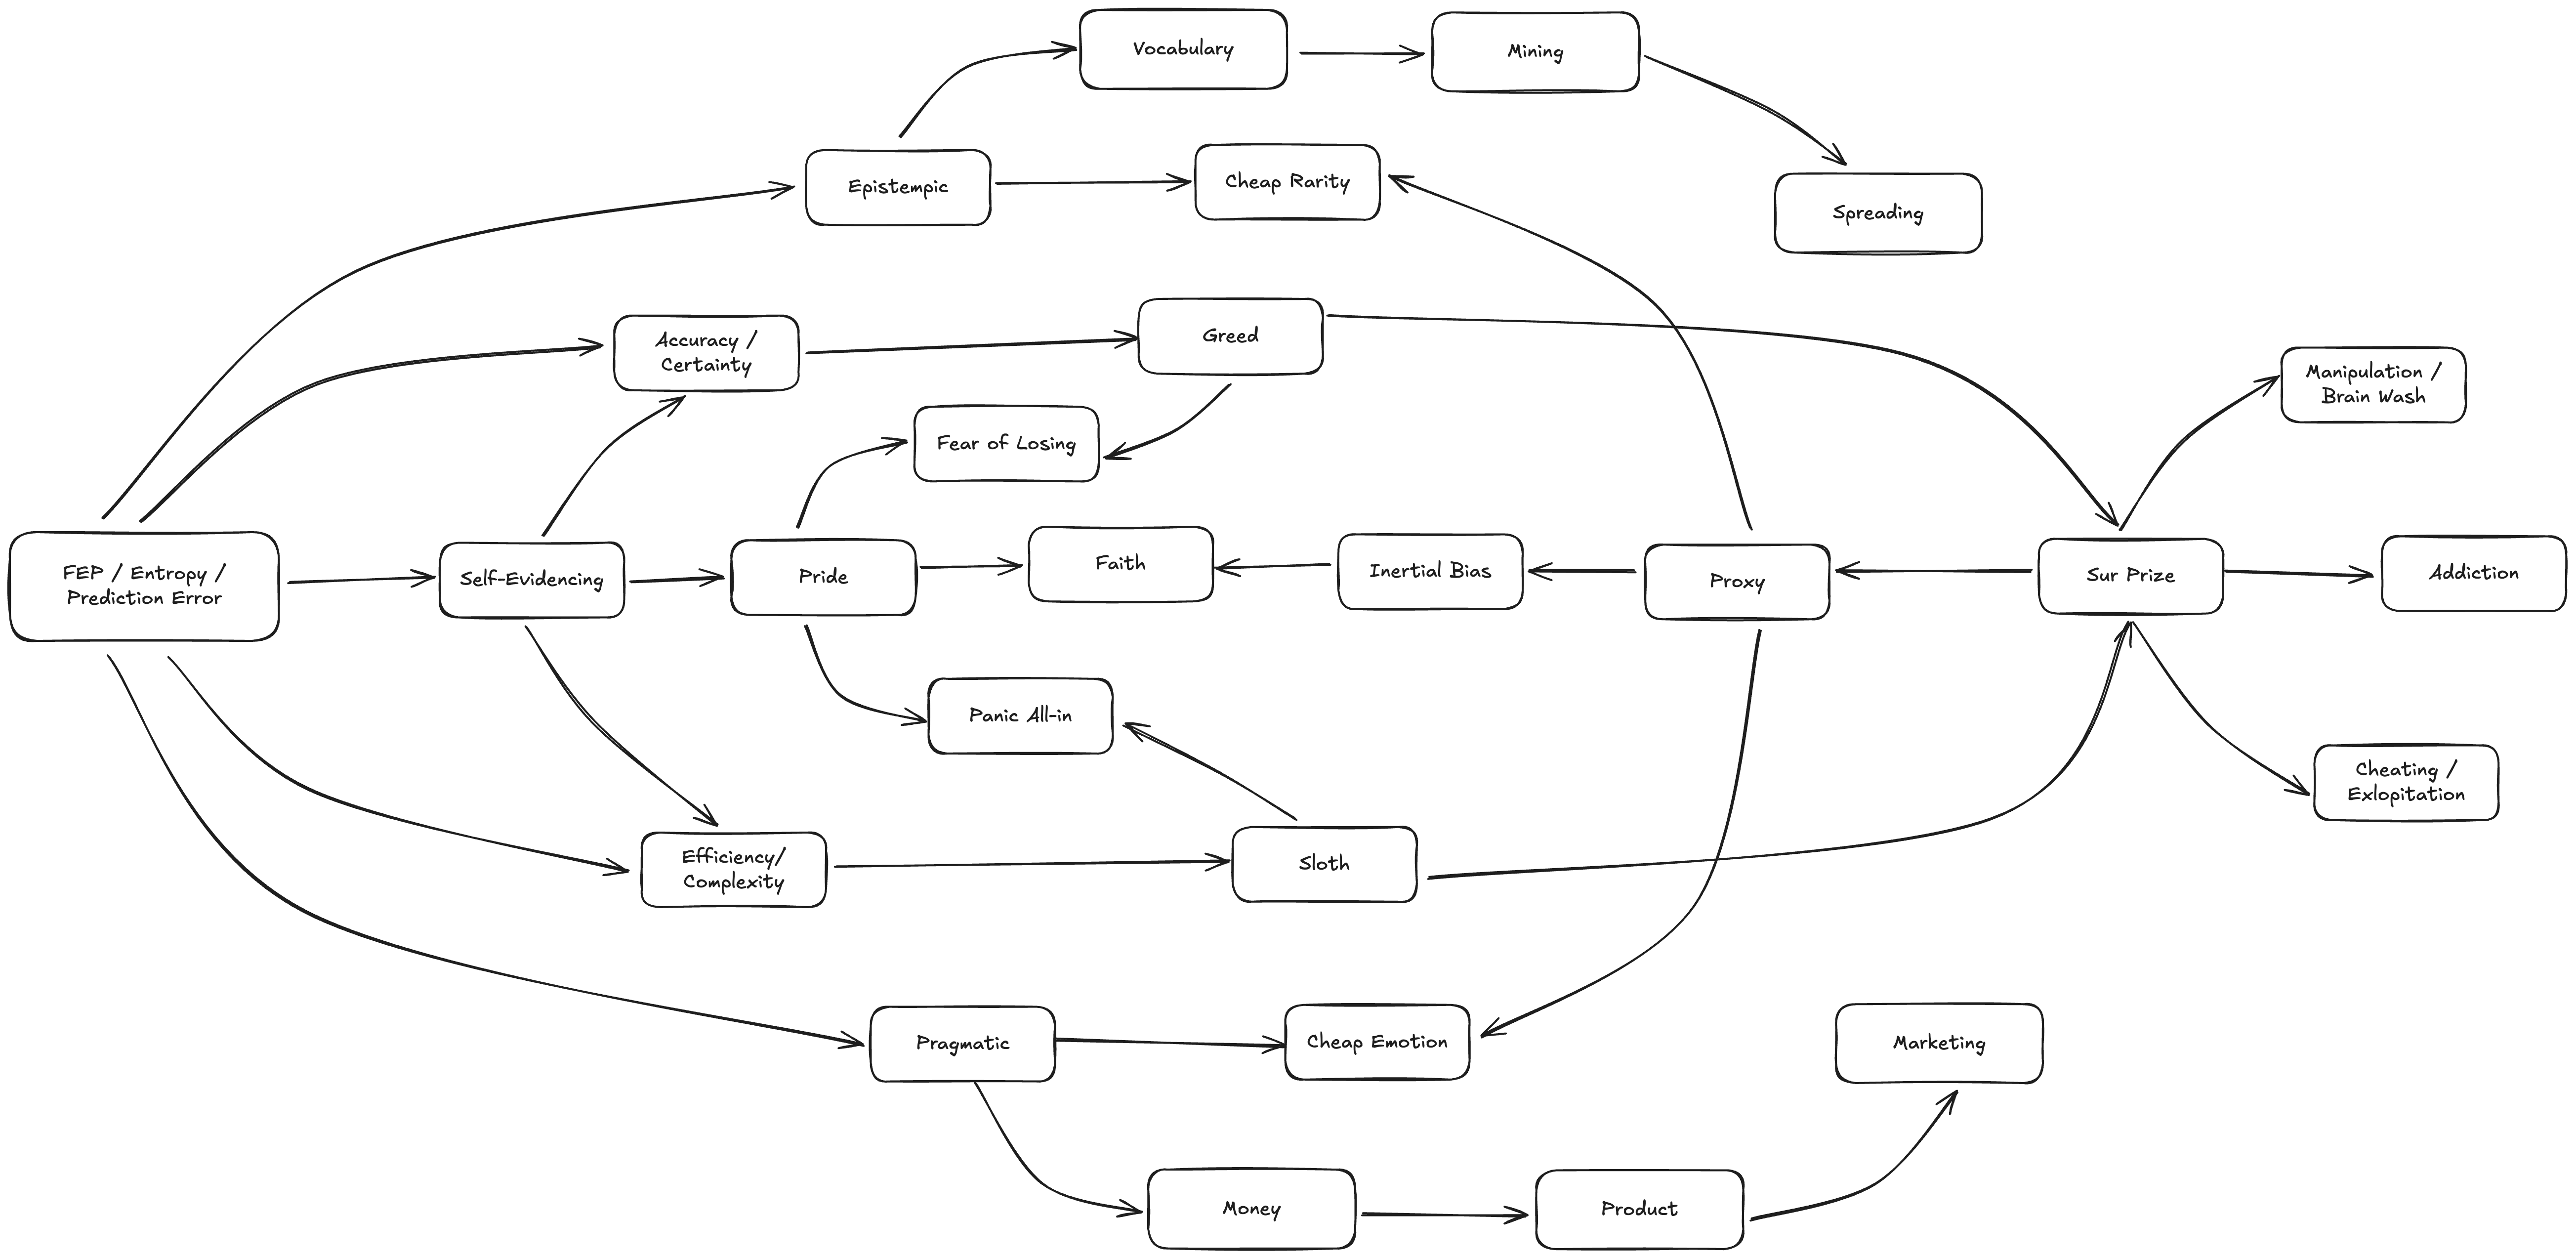 Vocabulary
Mining
Epistempic
Cheap Rarity
Spreading
Accuracy /
Certainty
Greed
Manipulation /
Brain Wash
Fear of Losing
FEP / Entropy /
Prediction Error
Self-Evidencing
Pride
Faith
Inertial Bias
Proxy
Sur Prize
Addiction
Panic All-in
Cheating /
Exlopitation
Efficiency/
Complexity
Sloth
Pragmatic
Cheap Emotion
Marketing
Money
Product